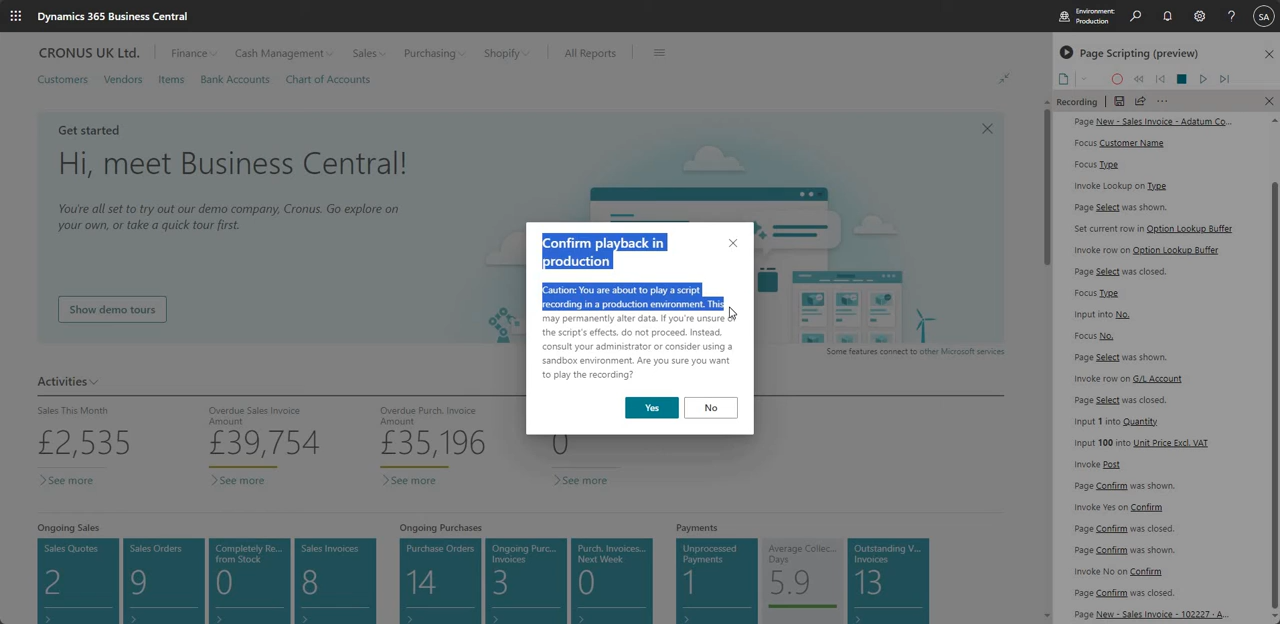 Dynamics 365 Business Central
Environment:
Production
SA
CRONUS UK Ltd.
Finance
Cash Management
Sales
Purchasing
Shopify
All Reports
Customers
Vendors
Items
Bank Accounts
Chart of Accounts
Get started
Hi, meet Business Central!
You're all set to try out our demo company, Cronus. Go explore on
your own, or take a quick tour first.
Show demo tours
Some features connect to other Microsoft services
Confirm playback in
production
Caution: You are about to play a script
recording in a production environment. This
may permanently alter data. If you're unsure of
the script's effects, do not proceed. Instead,
consult your administrator or consider using a
sandbox environment. Are you sure you want
to play the recording?
Yes
No
Activities
Sales This Month
£2,535
See more
Overdue Sales Invoice
Amount
£39,754
See more
Overdue Purch. Invoice
Amount
£35,196
See more
0
See more
Ongoing Sales
Sales Quotes
2
Sales Orders
9
Completely Re...
from Stock
0
Sales Invoices
8
Ongoing Purchases
Purchase Orders
14
Ongoing Purc...
Invoices
3
Purch. Invoices...
Next Week
0
Payments
Unprocessed
Payments
1
Average Collec...
Days
5.9
Outstanding V...
Invoices
13
Page Scripting (preview)
Recording
Page New - Sales Invoice - Adatum Co...
Focus Customer Name
Focus Type
Invoke Lookup on Type
Page Select was shown.
Set current row in Option Lookup Buffer
Invoke row on Option Lookup Buffer
Page Select was closed.
Focus Type
Input into No.
Focus No.
Page Select was shown.
Invoke row on G/L Account
Page Select was closed.
Input 1 into Quantity
Input 100 into Unit Price Excl. VAT
Invoke Post
Page Confirm was shown.
Invoke Yes on Confirm
Page Confirm was closed.
Page Confirm was shown.
Invoke No on Confirm
Page Confirm was closed.
Page New - Sales Invoice - 102227 - A...